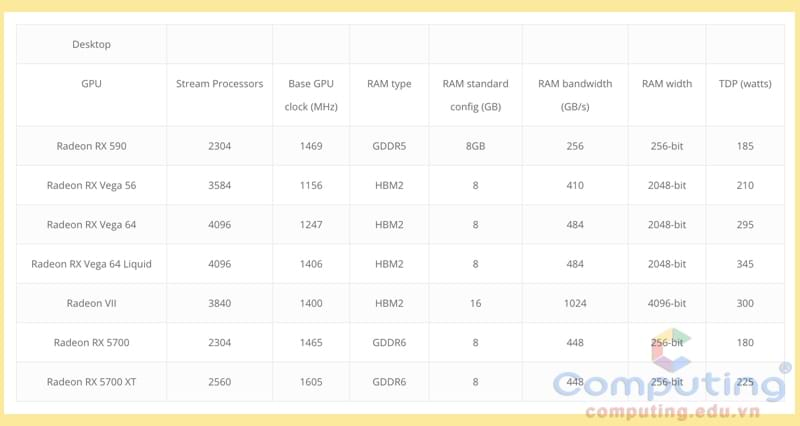 Desktop
GPU Stream Processors Base GPU clock (MHz) RAM type RAM standard config (GB) RAM bandwidth (GB/s) RAM width TDP (watts)
Radeon RX 590 2304 1469 GDDR5 8GB 256 256-bit 185
Radeon RX Vega 56 3584 1156 HBM2 8 410 2048-bit 210
Radeon RX Vega 64 4096 1247 HBM2 8 484 2048-bit 295
Radeon RX Vega 64 Liquid 4096 1406 HBM2 8 484 2048-bit 345
Radeon VII 3840 1400 HBM2 16 1024 4096-bit 300
Radeon RX 5700 2304 1465 GDDR6 8 448 256-bit 180
Radeon RX 5700 XT 2560 1605 GDDR6 8 448 256-bit 225
Computing®
computing.edu.vn